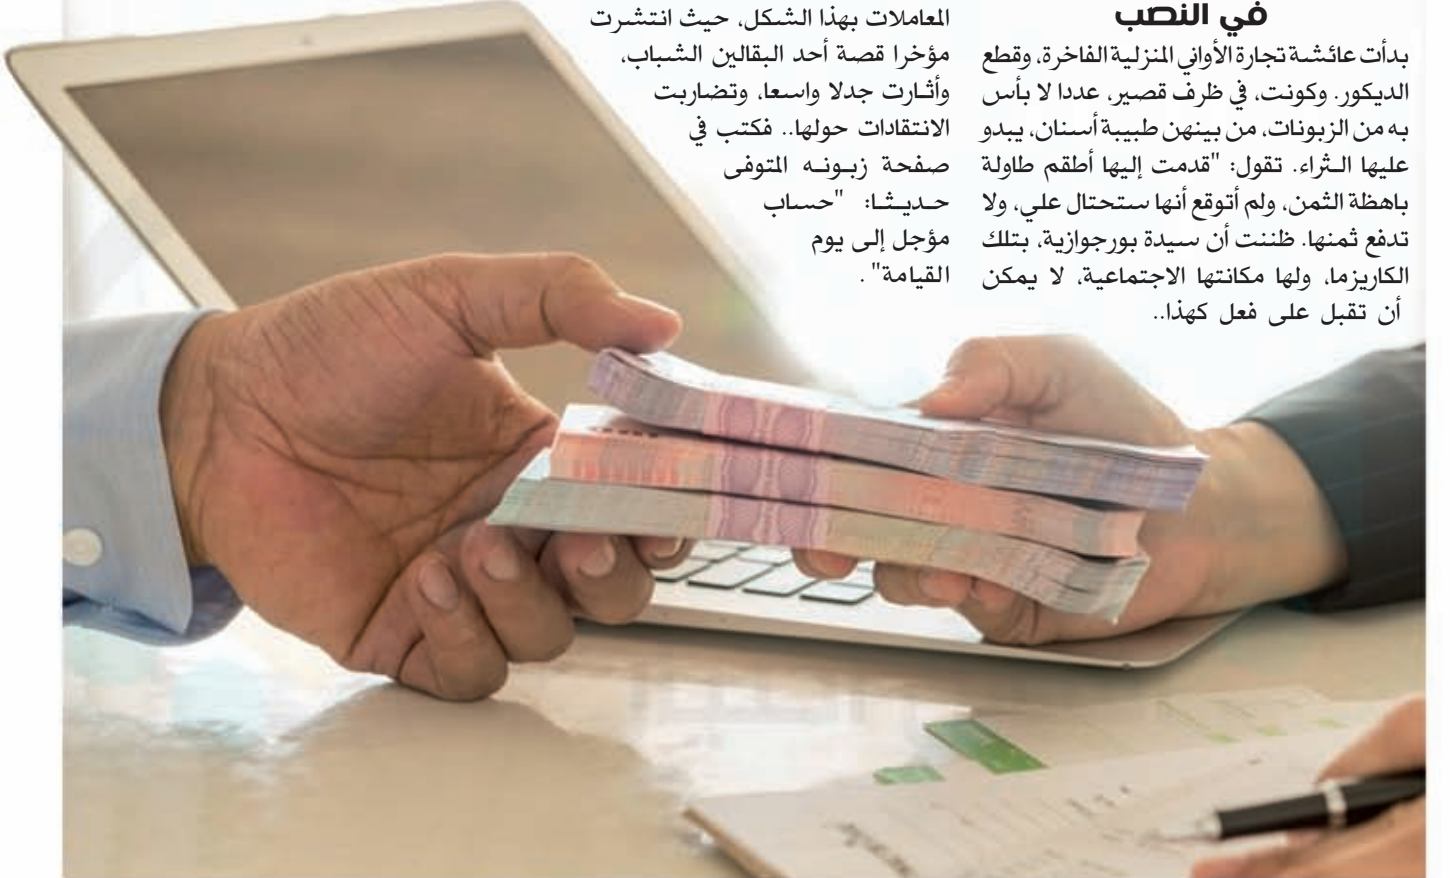 في النصب
بدأت عائشة تجارة الأواني المنزلية الفاخرة، وقطع
الديكور. وكونت، في ظرف قصير، عددا لا بأس
به من الزبونات، من بينهن طبيبة أسنان، يبدو
عليها الثراء. تقول: "قدمت إليها أطقم طاولة
باهظة الثمن، ولم أتوقع أنها ستحتال علي، ولا
تدفع ثمنها. ظننت أن سيدة بورجوازية، بتلك
الكاريزما، ولها مكانتها الاجتماعية، لا يمكن
أن تقبل على فعل كهذا..
المعاملات بهذا الشكل، حيث انتشرت
مؤخرا قصة أحد البقالين الشباب،
وأثارت جدلا واسعا، وتضاربت
الانتقادات حولها.. فكتب في
صفحة زبونه المتوفى
حديثا: "حساب
مؤجل إلى يوم
القيامة".